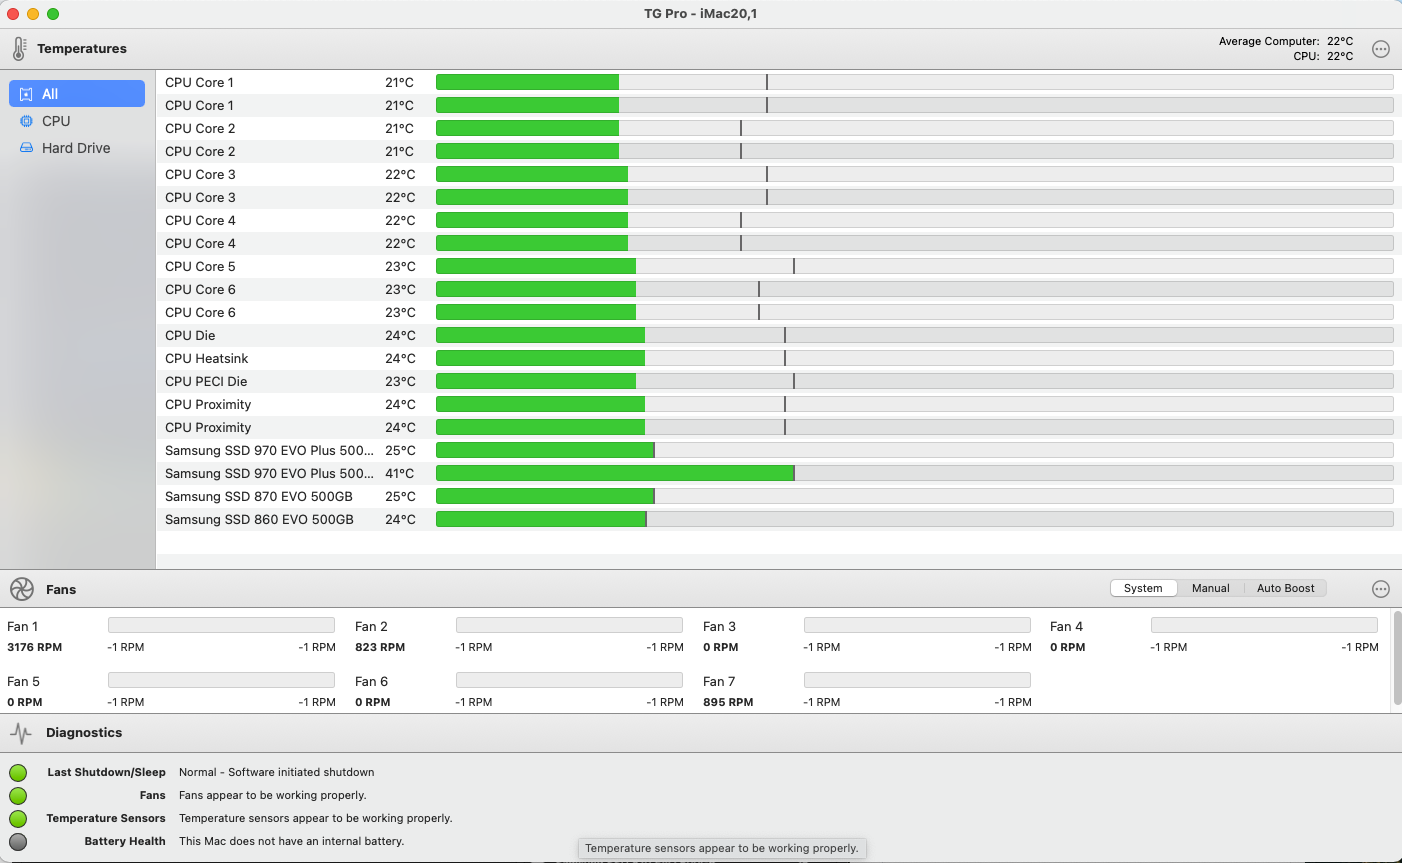 TG Pro - iMac20,1
Temperatures
Average Computer: 22°C
CPU: 22°C
All
CPU
Hard Drive
CPU Core 1 21°C
CPU Core 1 21°C
CPU Core 2 21°C
CPU Core 2 21°C
CPU Core 3 22°C
CPU Core 3 22°C
CPU Core 4 22°C
CPU Core 4 22°C
CPU Core 5 23°C
CPU Core 6 23°C
CPU Core 6 23°C
CPU Die 24°C
CPU Heatsink 24°C
CPU PECI Die 23°C
CPU Proximity 24°C
CPU Proximity 24°C
Samsung SSD 970 EVO Plus 500... 25°C
Samsung SSD 970 EVO Plus 500... 41°C
Samsung SSD 870 EVO 500GB 25°C
Samsung SSD 860 EVO 500GB 24°C
Fans System Manual Auto Boost
Fan 1 Fan 2 Fan 3 Fan 4
3176 RPM -1 RPM -1 RPM 823 RPM -1 RPM -1 RPM 0 RPM -1 RPM -1 RPM 0 RPM -1 RPM -1 RPM
Fan 5 Fan 6 Fan 7
0 RPM -1 RPM -1 RPM 0 RPM -1 RPM -1 RPM 895 RPM -1 RPM -1 RPM
Diagnostics
Last Shutdown/Sleep Normal - Software initiated shutdown
Fans Fans appear to be working properly.
Temperature Sensors Temperature sensors appear to be working properly.
Battery Health This Mac does not have an internal battery.
Temperature sensors appear to be working properly.